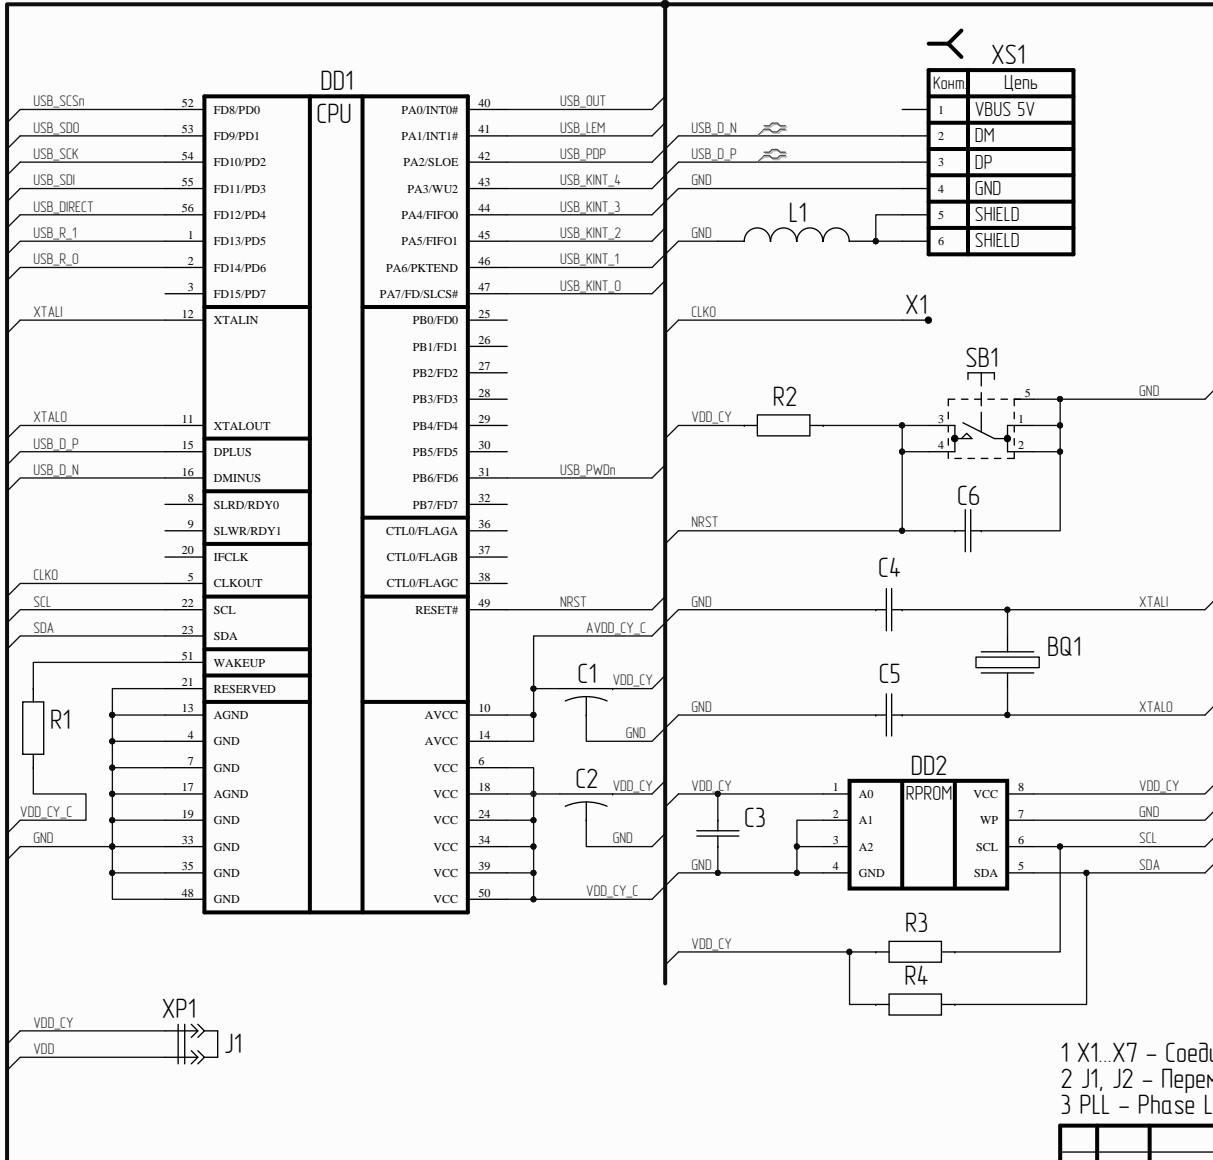 DD1
CPU
USB_SCSn 52 FD8/PD0 PA0/INT0# 40 USB_OUT
USB_SDO 53 FD9/PD1 PA1/INT1# 41 USB_LEM
USB_SCK 54 FD10/PD2 PA2/SLOE 42 USB_PDP
USB_SDI 55 FD11/PD3 PA3/WU2 43 USB_KINT_4
USB_DIRECT 56 FD12/PD4 PA4/FIFO0 44 USB_KINT_3
USB_R_1 1 FD13/PD5 PA5/FIFO1 45 USB_KINT_2
USB_R_0 2 FD14/PD6 PA6/PKTEND 46 USB_KINT_1
3 FD15/PD7 PA7/FD/SLCS# 47 USB_KINT_0
XTALI 12 XTALIN PB0/FD0 25
PB1/FD1 26
PB2/FD2 27
PB3/FD3 28
XTALO 11 XTALOUT PB4/FD4 29
USB_D_P 15 DPLUS PB5/FD5 30
USB_D_N 16 DMINUS PB6/FD6 31 USB_PWDn
8 SLRD/RDY0 PB7/FD7 32
9 SLWR/RDY1 CTL0/FLAGA 36
20 IFCLK CTL0/FLAGB 37
CLKO 5 CLKOUT CTL0/FLAGC 38
SCL 22 SCL RESET# 49 NRST
SDA 23 SDA AVDD_CY_C
51 WAKEUP
21 RESERVED C1 VDD_CY
R1
13 AGND AVCC 10
4 GND AVCC 14 GND
7 GND VCC 6
17 AGND VCC 18 C2 VDD_CY
VDD_CY_C 19 GND VCC 24
GND 33 GND VCC 34 GND
35 GND VCC 39
48 GND VCC 50 VDD_CY_C
XP1
VDD_CY
VDD
J1
XS1
Конт. Цепь
1 VBUS 5V
USB_D_N 2 DM
USB_D_P 3 DP
GND 4 GND
L1
5 SHIELD
GND 6 SHIELD
CLKO X1
SB1
R2
VDD_CY 3 4 5 1 2 GND
C6
NRST
C4
GND XTALI
BQ1
C5
GND XTALO
DD2
RPROM
VDD_CY 1 A0 VCC 8 VDD_CY
C3 2 A1 WP 7 GND
3 A2 SCL 6 SCL
GND 4 GND SDA 5 SDA
R3
VDD_CY
R4
1 X1...X7 – Соеди
2 J1, J2 – Перем
3 PLL – Phase L